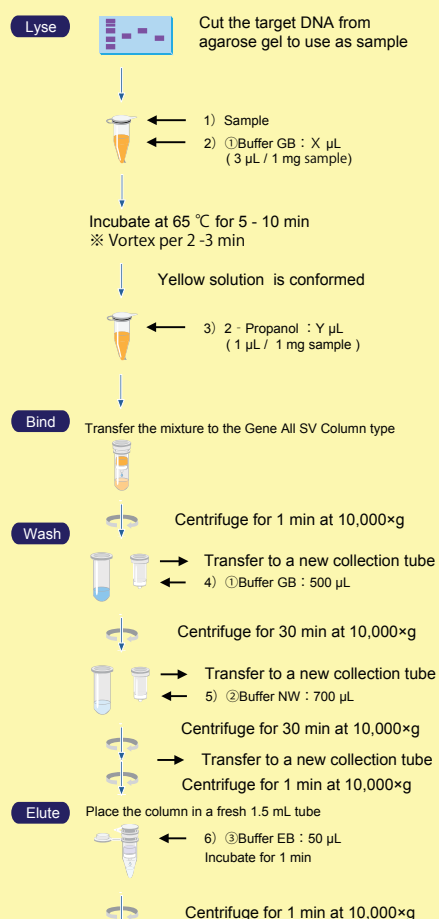 Lyse
Cut the target DNA from
agarose gel to use as sample
1) Sample
2) ①Buffer GB：X μL
( 3 μL / 1 mg sample)
Incubate at 65 ℃ for 5 - 10 min
※ Vortex per 2 -3 min
Yellow solution is conformed
3) 2‐Propanol：Y μL
( 1 μL / 1 mg sample )
Bind
Transfer the mixture to the Gene All SV Column type
Centrifuge for 1 min at 10,000×g
Wash
Transfer to a new collection tube
4) ①Buffer GB：500 μL
Centrifuge for 30 min at 10,000×g
Transfer to a new collection tube
5) ②Buffer NW：700 μL
Centrifuge for 30 min at 10,000×g
Transfer to a new collection tube
Centrifuge for 1 min at 10,000×g
Elute
Place the column in a fresh 1.5 mL tube
6) ③Buffer EB：50 μL
Incubate for 1 min
Centrifuge for 1 min at 10,000×g